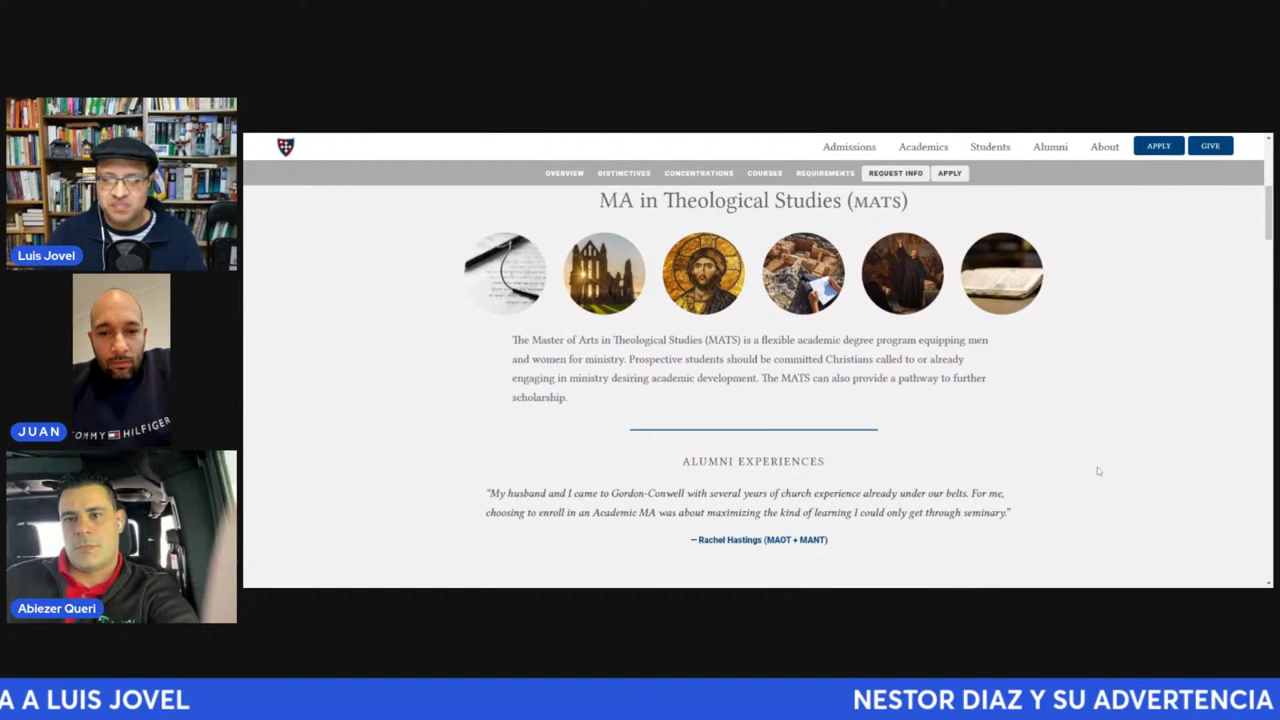 Luis Jovel
JUAN
TOMMY HILFIGER
Abiezer Queri
Admissions Academics Students Alumni About APPLY GIVE
OVERVIEW DISTINCTIVES CONCENTRATIONS COURSES REQUIREMENTS REQUEST INFO APPLY
MA in Theological Studies (MATS)
The Master of Arts in Theological Studies (MATS) is a flexible academic degree program equipping men
and women for ministry. Prospective students should be committed Christians called to or already
engaging in ministry desiring academic development. The MATS can also provide a pathway to further
scholarship.
ALUMNI EXPERIENCES
“My husband and I came to Gordon-Conwell with several years of church experience already under our belts. For me,
choosing to enroll in an Academic MA was about maximizing the kind of learning I could only get through seminary.”
— Rachel Hastings (MAOT + MANT)
A A LUIS JOVEL NESTOR DIAZ Y SU ADVERTENCIA